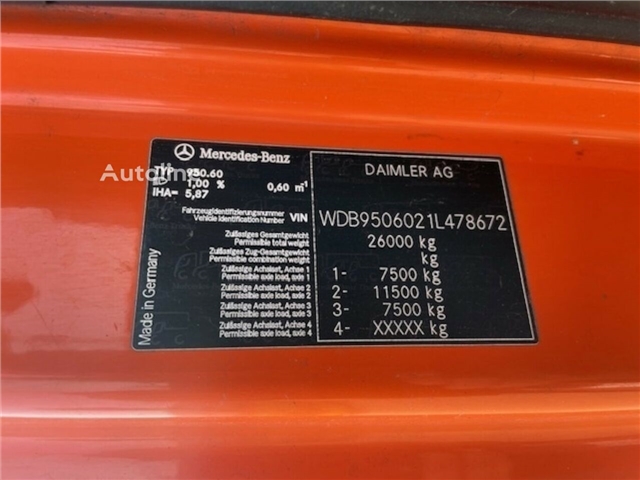 Mercedes-Benz
TYP 950.60
1,00 % 0,60 m⁻¹
IHA= 5,87
Fahrzeugidentifizierungsnummer
Vehicle Identification Number VIN
Zulässiges Gesamtgewicht
Permissible total weight
Zulässiges Zug-Gesamtgewicht
Permissible combination weight
Zulässige Achslast, Achse 1
Permissible axle load, axle 1
Zulässige Achslast, Achse 2
Permissible axle load, axle 2
Zulässige Achslast, Achse 3
Permissible axle load, axle 3
Zulässige Achslast, Achse 4
Permissible axle load, axle 4
Made in Germany
DAIMLER AG
WDB9506021L478672
26000 kg
kg
1- 7500 kg
2- 11500 kg
3- 7500 kg
4- XXXXX kg
Autoline